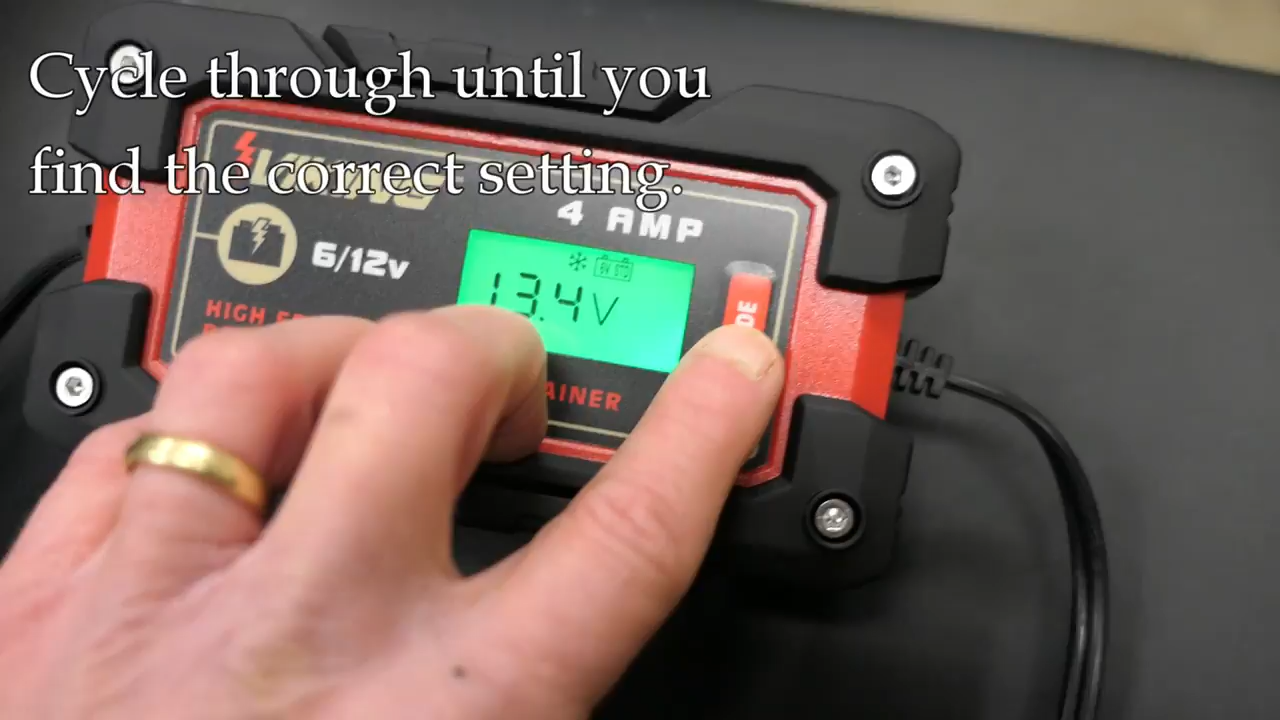 Cycle through until you
find the correct setting.
4 AMP
6/12v
13.4V
HIGH
AINER